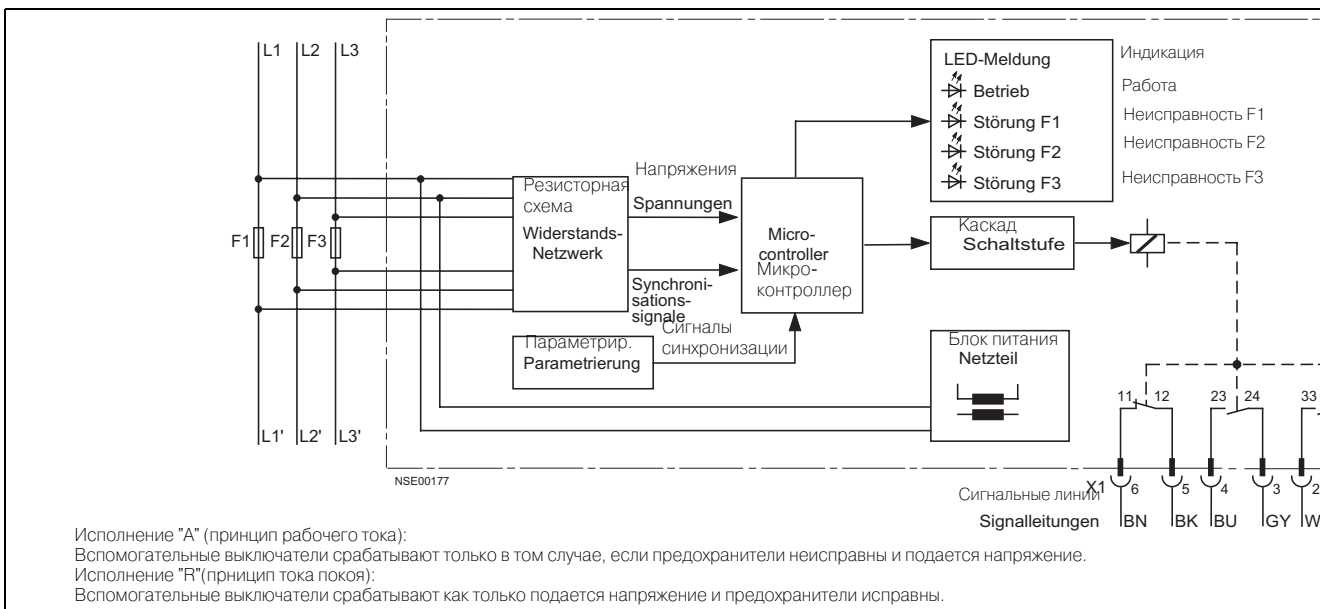 L1 L2 L3
LED-Meldung
Индикация
Betrieb
Работа
Störung F1
Неисправность F1
Störung F2
Неисправность F2
Störung F3
Неисправность F3
Напряжения
Резисторная
схема
Spannungen
Widerstands-
Netzwerk
F1 F2 F3
Micro-
controller
Микро-
контроллер
Каскад
Schaltstufe
Synchroni-
sations-
signale
Сигналы
синхронизации
Параметрир.
Parametrierung
Блок питания
Netzteil
11 12 23 24 33
L1' L2' L3'
NSE00177
X1 6 5 4 3 2
Сигнальные линии
Signalleitungen BN BK BU GY W
Исполнение "A" (принцип рабочего тока):
Вспомогательные выключатели срабатывают только в том случае, если предохранители неисправны и подается напряжение.
Исполнение "R"(прницип тока покоя):
Вспомогательные выключатели срабатывают как только подается напряжение и предохранители исправны.